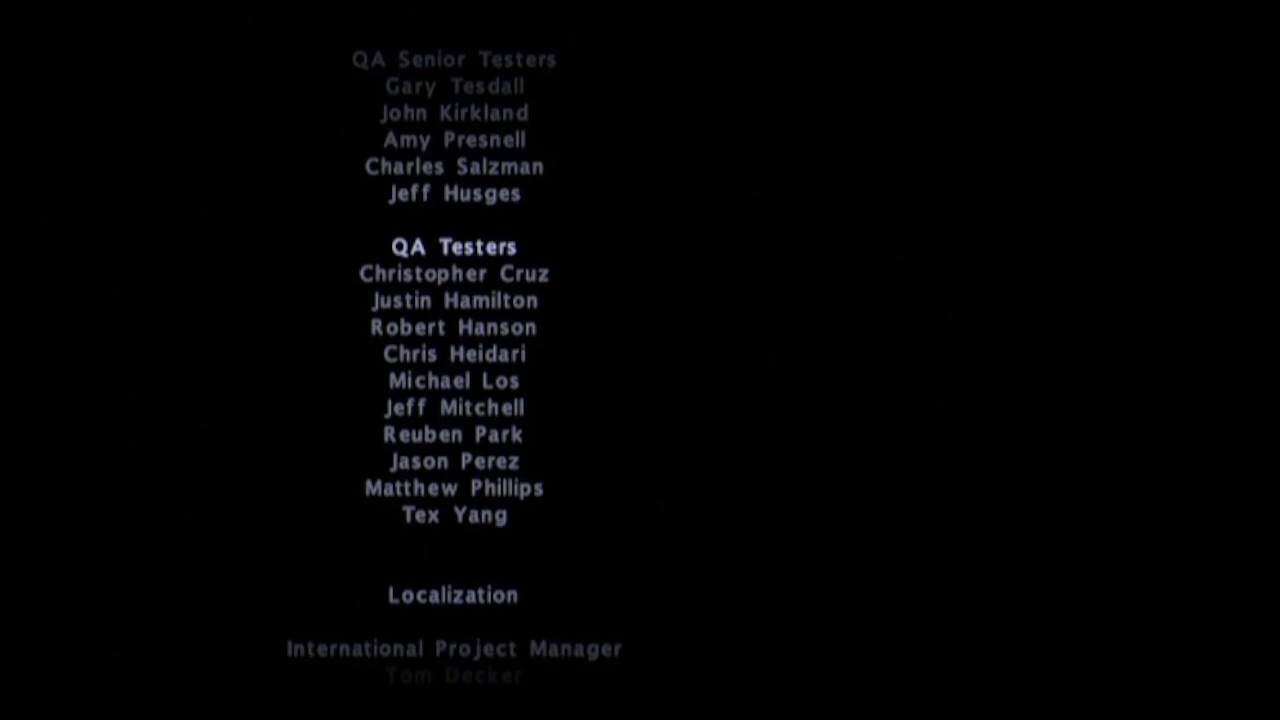 QA Senior Testers
Gary Tesdall
John Kirkland
Amy Presnell
Charles Salzman
Jeff Husges
QA Testers
Christopher Cruz
Justin Hamilton
Robert Hanson
Chris Heidari
Michael Los
Jeff Mitchell
Reuben Park
Jason Perez
Matthew Phillips
Tex Yang
Localization
International Project Manager
Tom Decker